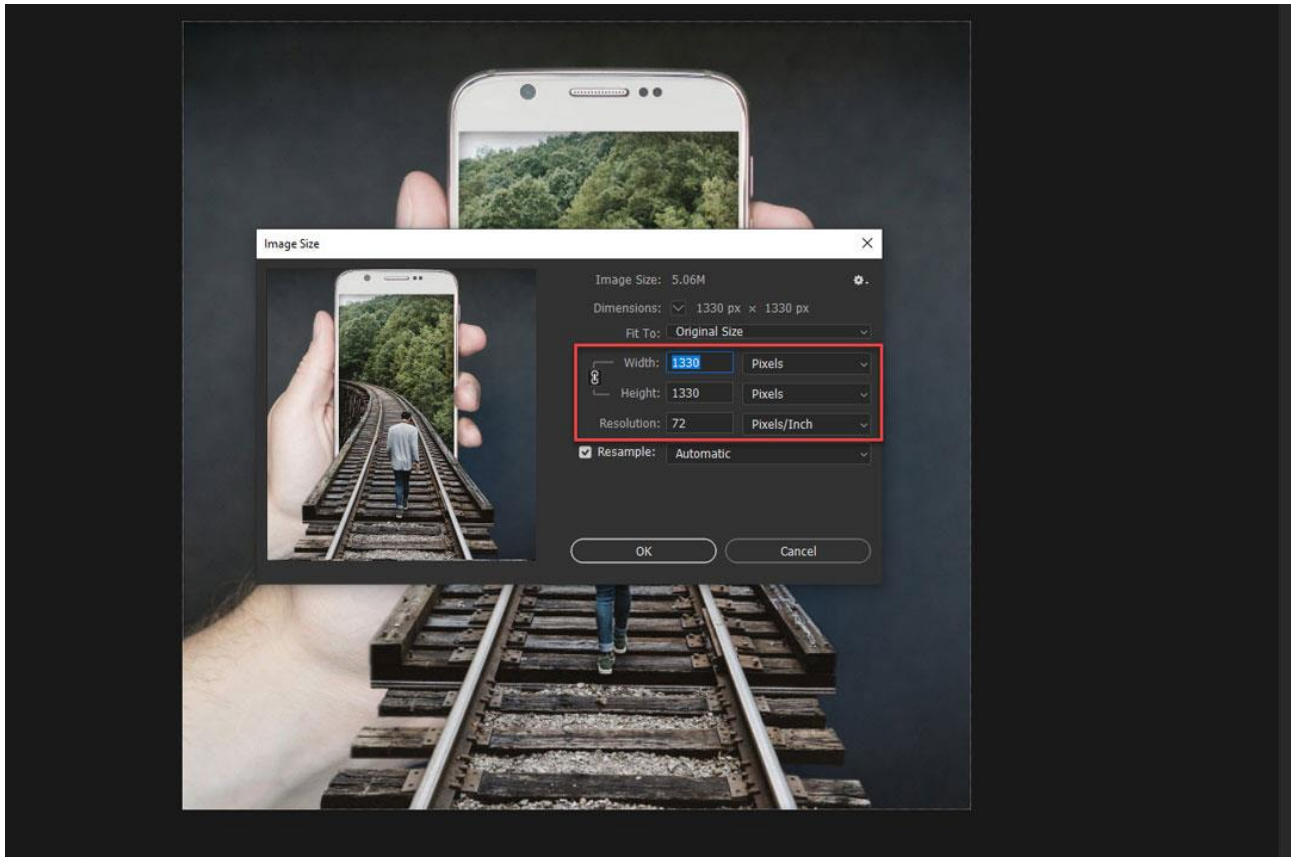 Image Size
Image Size: 5.06M
Dimensions: 1330 px × 1330 px
Fit To: Original Size
Width: 1330 Pixels
Height: 1330 Pixels
Resolution: 72 Pixels/Inch
Resample: Automatic
OK Cancel